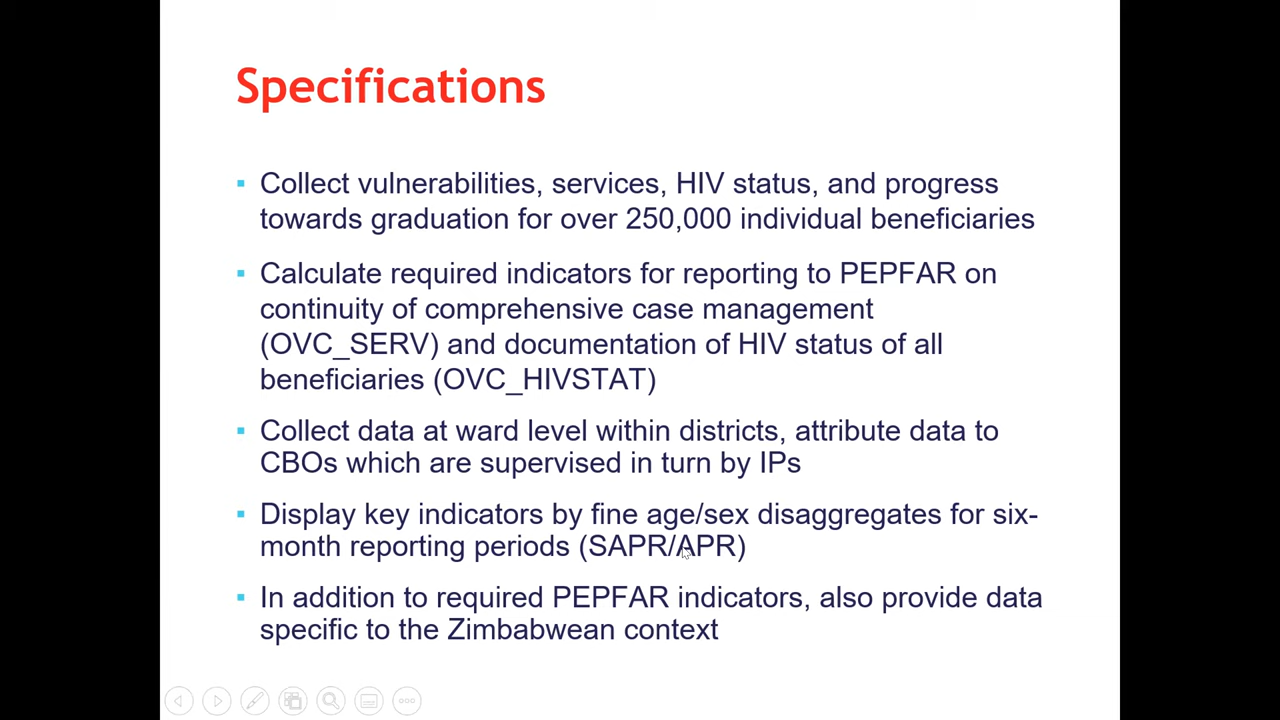 Specifications
Collect vulnerabilities, services, HIV status, and progress
towards graduation for over 250,000 individual beneficiaries
Calculate required indicators for reporting to PEPFAR on
continuity of comprehensive case management
(OVC_SERV) and documentation of HIV status of all
beneficiaries (OVC_HIVSTAT)
Collect data at ward level within districts, attribute data to
CBOs which are supervised in turn by IPs
Display key indicators by fine age/sex disaggregates for six-
month reporting periods (SAPR/APR)
In addition to required PEPFAR indicators, also provide data
specific to the Zimbabwean context